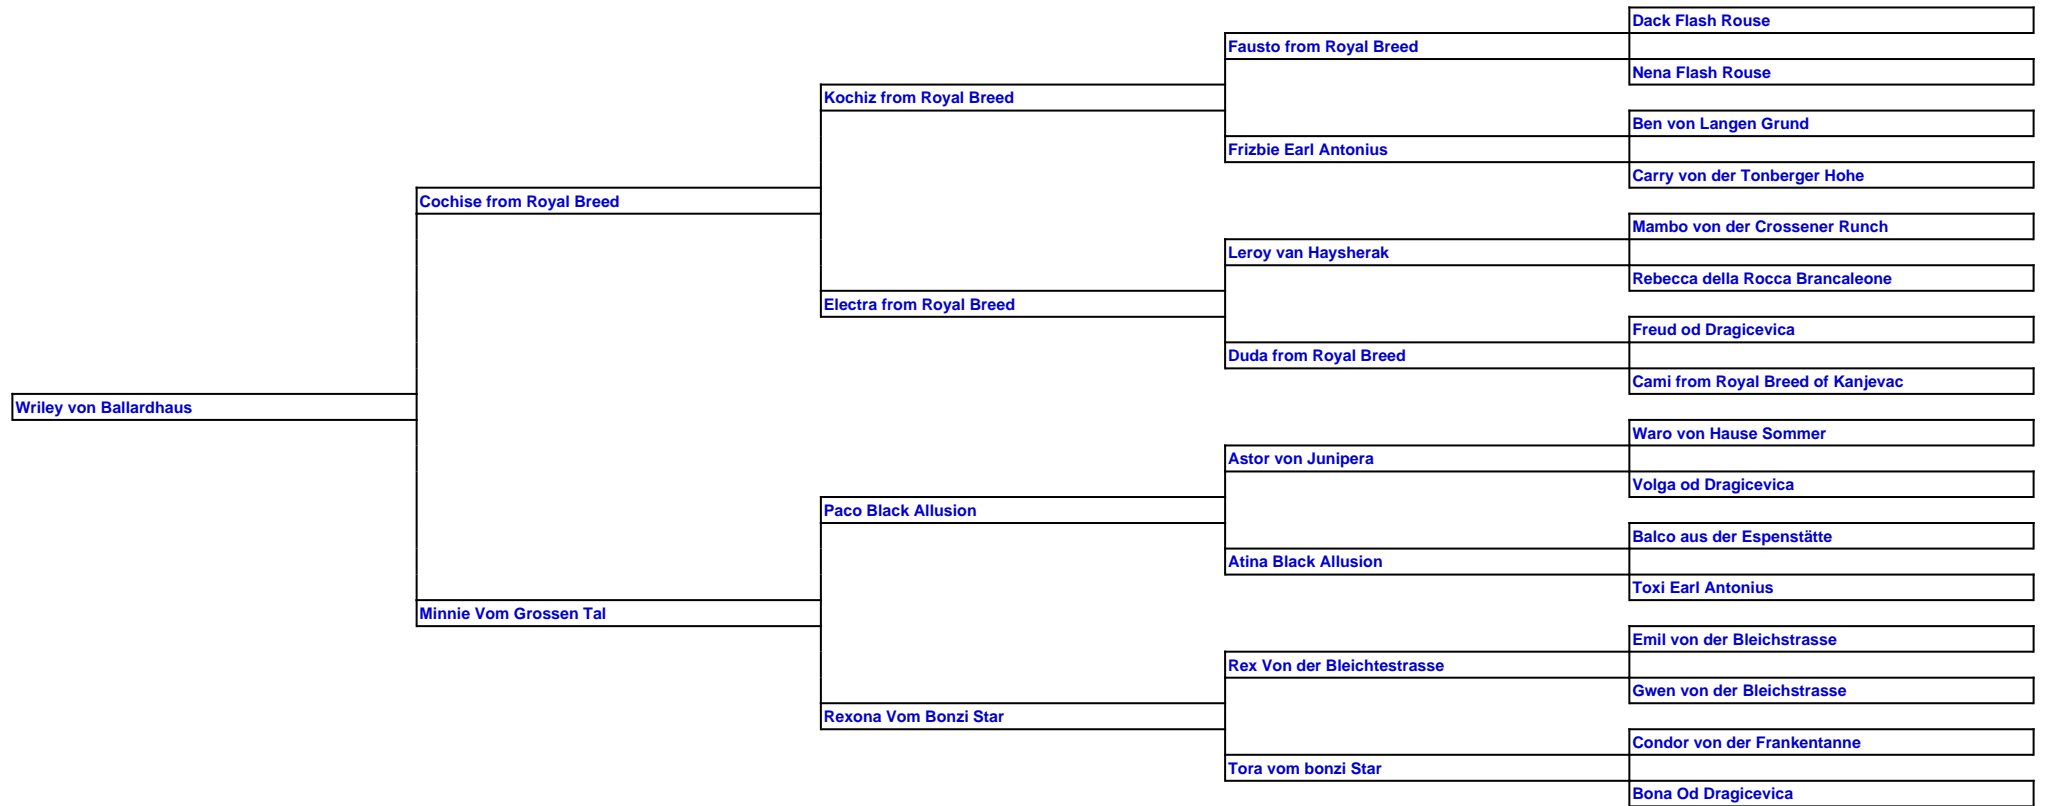 Dack Flash Rouse
Fausto from Royal Breed
Nena Flash Rouse
Kochiz from Royal Breed
Ben von Langen Grund
Frizbie Earl Antonius
Carry von der Tonberger Hohe
Cochise from Royal Breed
Mambo von der Crossener Runch
Leroy van Haysherak
Rebecca della Rocca Brancaleone
Electra from Royal Breed
Freud od Dragicevica
Duda from Royal Breed
Cami from Royal Breed of Kanjevac
Wriley von Ballardhaus
Waro von Hause Sommer
Astor von Junipera
Volga od Dragicevica
Paco Black Allusion
Balco aus der Espenstätte
Atina Black Allusion
Toxi Earl Antonius
Minnie Vom Grossen Tal
Emil von der Bleichstrasse
Rex Von der Bleichtestrasse
Gwen von der Bleichstrasse
Rexona Vom Bonzi Star
Condor von der Frankentanne
Tora vom bonzi Star
Bona Od Dragicevica